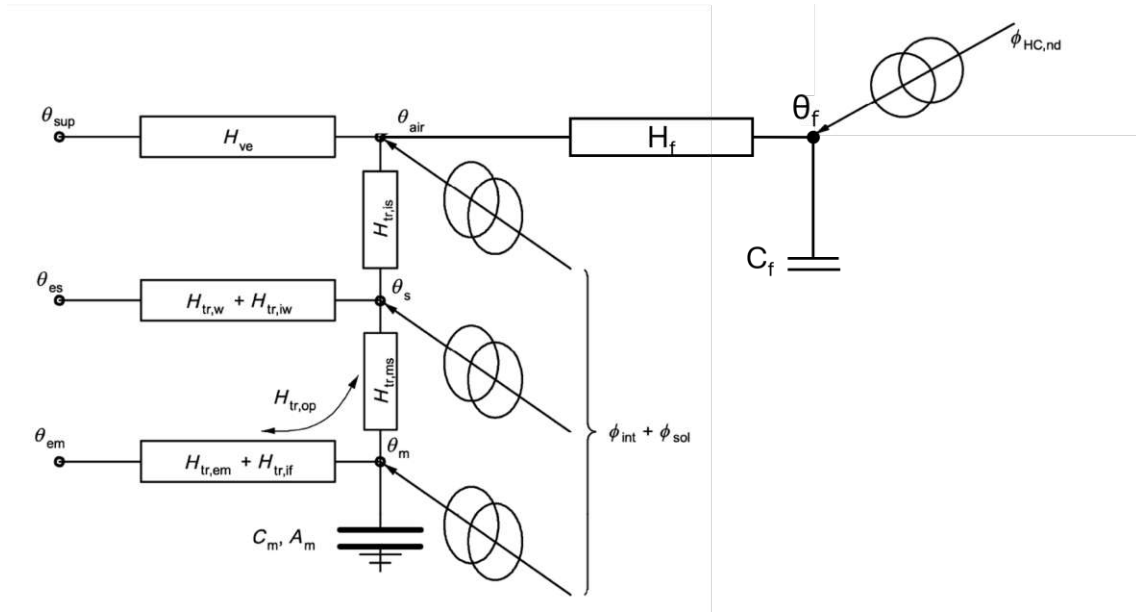 ϕHC,nd
θsup
Hve
θair
Hf
θf
Htr,is
Cf
θes
Htr,w + Htr,iw
θs
Htr,ms
Htr,op
ϕint + ϕsol
θem
Htr,em + Htr,if
θm
Cm, Am